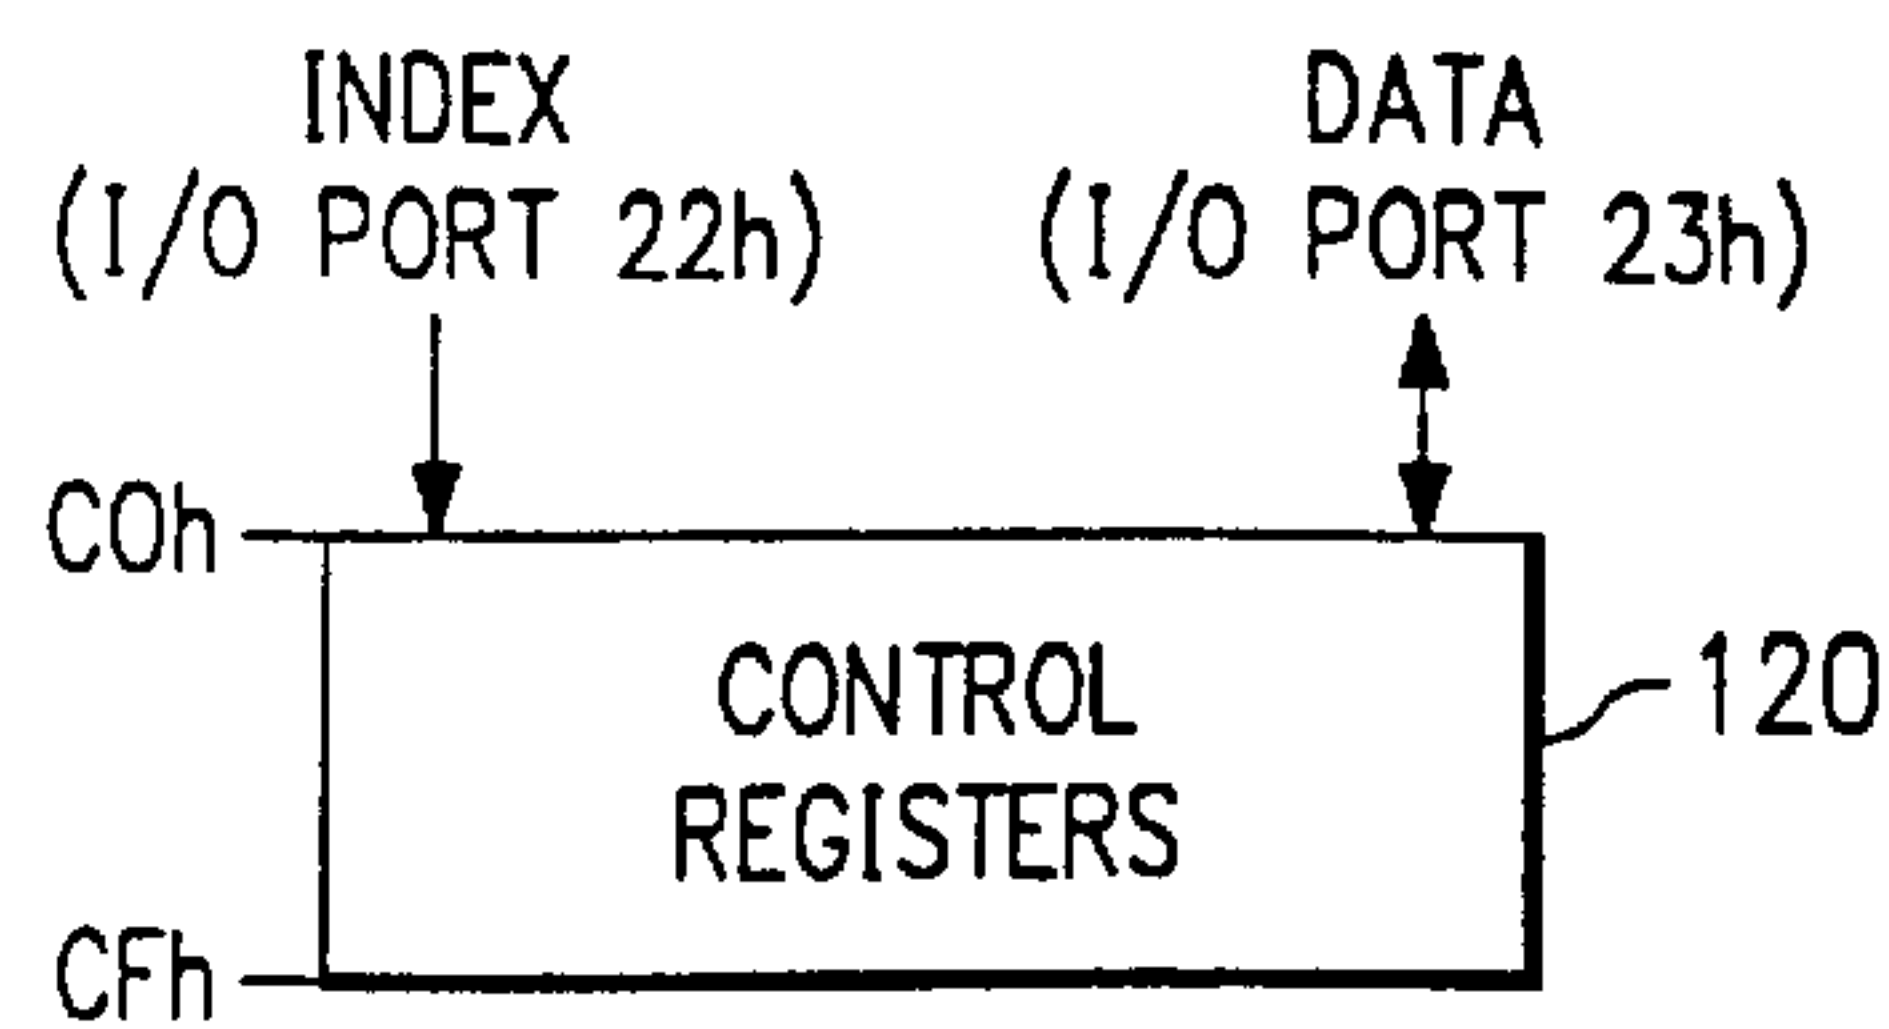 INDEX
(I/O PORT 22h)
DATA
(I/O PORT 23h)
C0h
CONTROL
REGISTERS
120
CFh